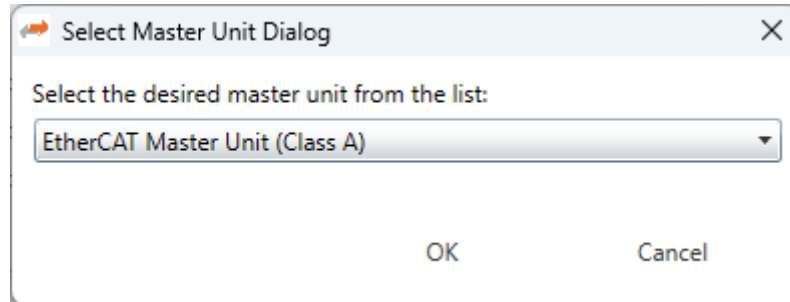 Select Master Unit Dialog
Select the desired master unit from the list:
EtherCAT Master Unit (Class A)
OK Cancel